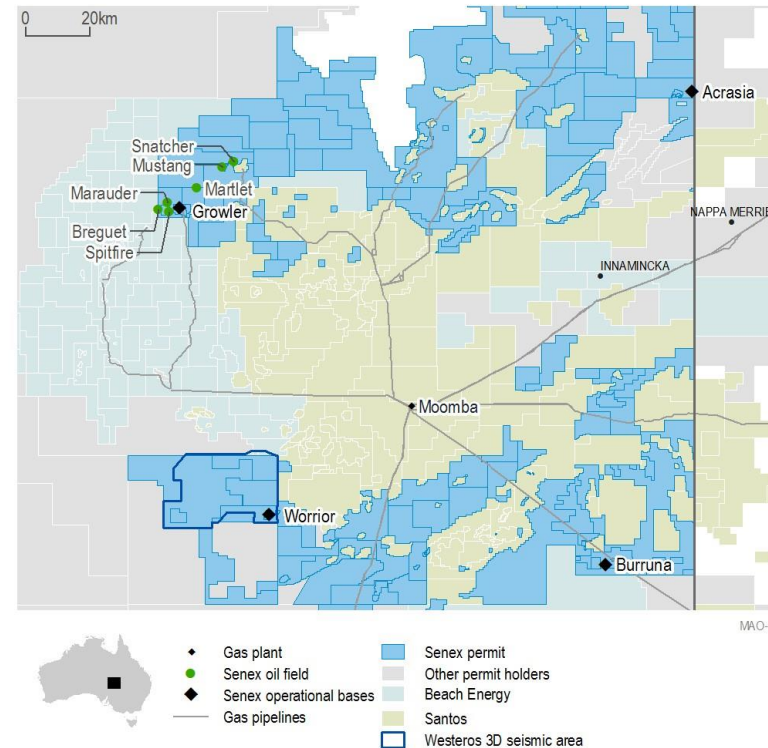 0 20km
Acrasia
Snatcher
Mustang
Marauder
Martlet
Growler
Breguet
Spitfire
NAPPA MERRIE
INNAMINCKA
Moomba
Worrior
Burruna
MAO-
Gas plant
Senex oil field
Senex operational bases
Gas pipelines
Senex permit
Other permit holders
Beach Energy
Santos
Westeros 3D seismic area